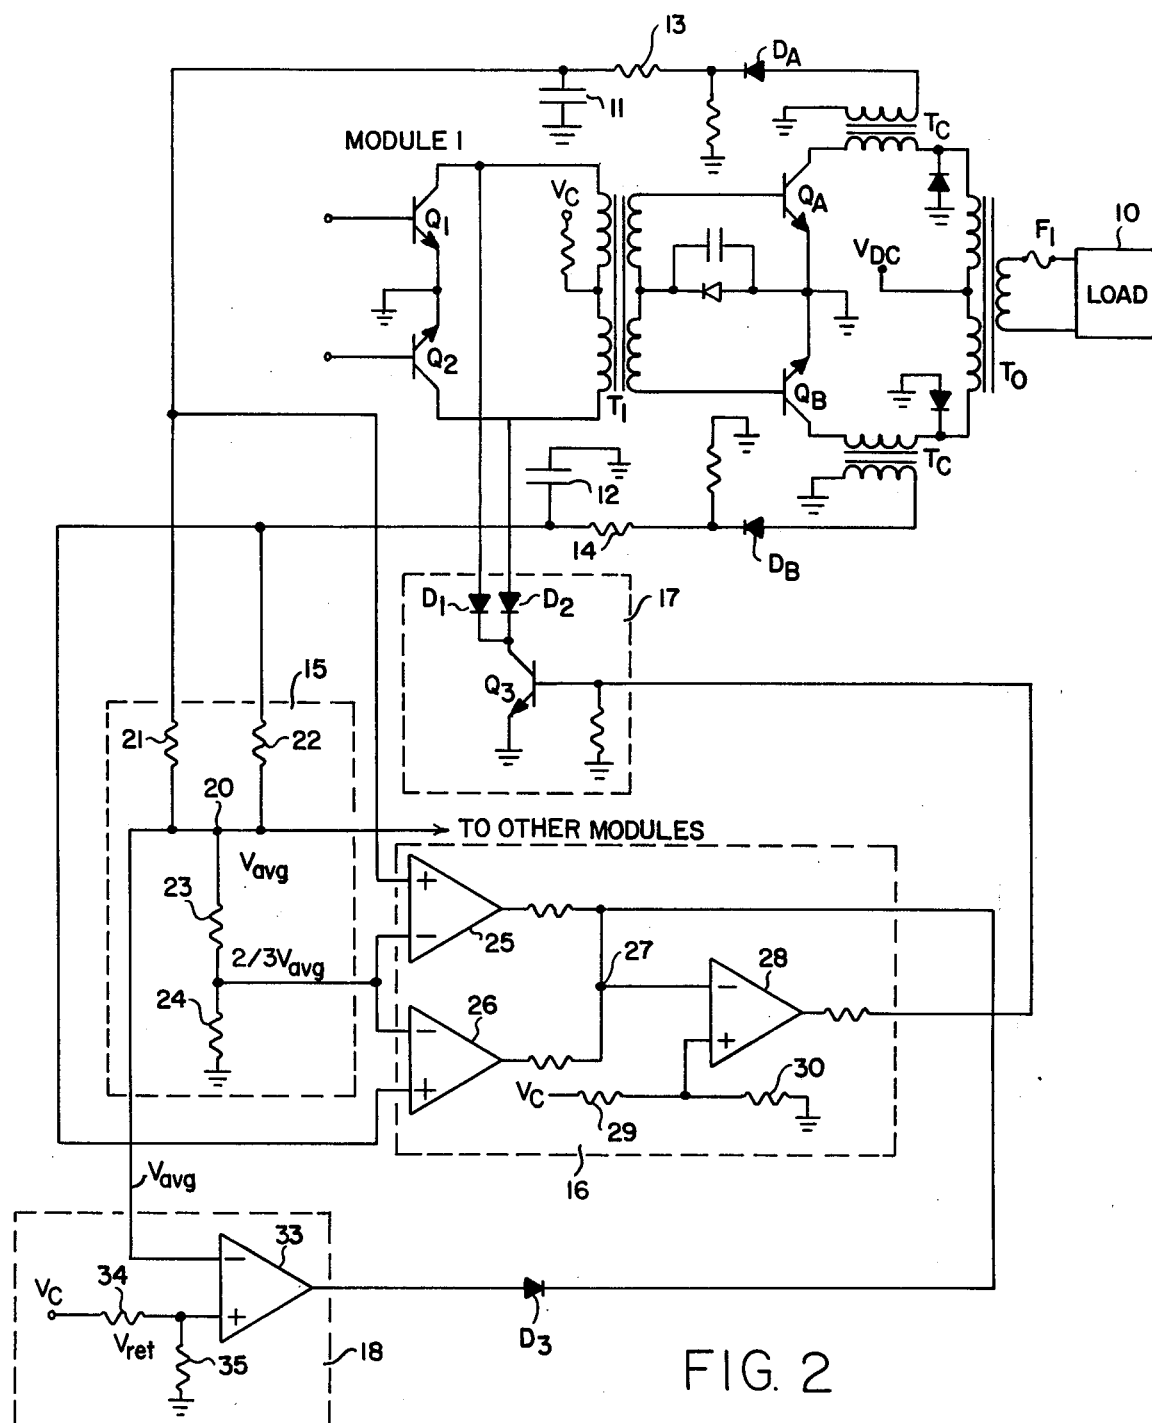 13
DA
11
TC
MODULE 1
VC
Q1
QA
VDC
F1
10
LOAD
Q2
T1
QB
TO
12
TC
14
DB
D1
D2
17
Q3
15
21
22
20
TO OTHER MODULES
Vavg
23
+
−
25
2/3Vavg
27
28
24
26
−
−
+
+
VC
29
30
16
Vavg
33
34
−
VC
+
Vret
35
18
D3
FIG. 2